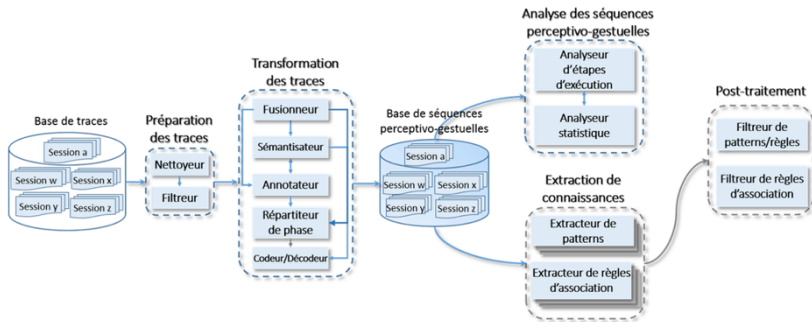 Base de traces
Session a
Session w
Session x
Session y
Session z
Préparation
des traces
Nettoyeur
Filtreur
Transformation
des traces
Fusionneur
Sémantiseur
Annotateur
Répartiteur
de phase
Codeur/Décodeur
Base de séquences
perceptivo-gestuelles
Session a
Session w
Session x
Session y
Session z
Analyse des séquences
perceptivo-gestuelles
Analyseur
d'étapes
d'exécution
Analyseur
statistique
Extraction de
connaissances
Extracteur de
patterns
Extracteur de règles
d'association
Post-traitement
Filtreur de
patterns/règles
Filtreur de règles
d'association